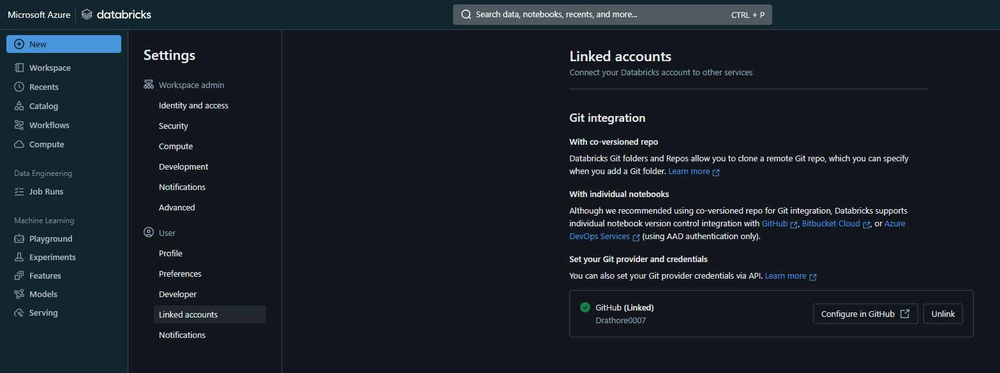 Microsoft Azure
databricks
Search data, notebooks, recents, and more...
CTRL + P
New
Workspace
Recents
Catalog
Workflows
Compute
Data Engineering
Job Runs
Machine Learning
Playground
Experiments
Features
Models
Serving
Settings
Workspace admin
Identity and access
Security
Compute
Development
Notifications
Advanced
User
Profile
Preferences
Developer
Linked accounts
Notifications
Linked accounts
Connect your Databricks account to other services
Git integration
With co-versioned repo
Databricks Git folders and Repos allow you to clone a remote Git repo, which you can specify
when you add a Git folder. Learn more
With individual notebooks
Although we recommended using co-versioned repo for Git integration, Databricks supports
individual notebook version control integration with GitHub, Bitbucket Cloud, or Azure
DevOps Services (using AAD authentication only).
Set your Git provider and credentials
You can also set your Git provider credentials via API. Learn more
GitHub (Linked)
Drathore0007
Configure in GitHub
Unlink